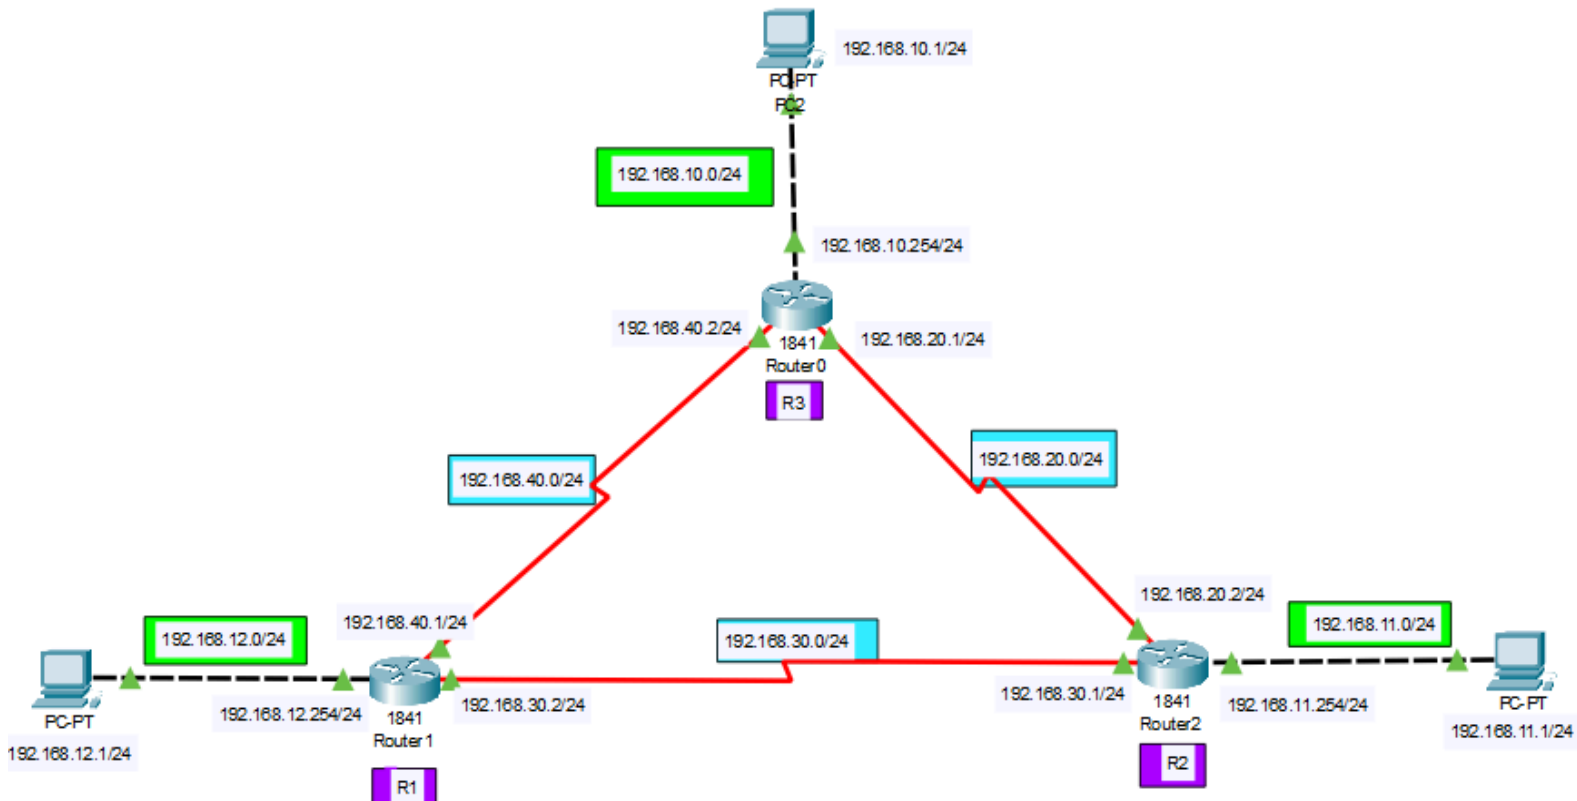 192.168.10.1/24
PC-PT
PC2
192.168.10.0/24
192.168.10.254/24
192.168.40.2/24
192.168.20.1/24
1841
Router0
R3
192.168.40.0/24
192.168.20.0/24
192.168.20.2/24
192.168.40.1/24
192.168.12.0/24
192.168.30.0/24
192.168.11.0/24
192.168.12.254/24
192.168.30.2/24
192.168.30.1/24
192.168.11.254/24
PC-PT
192.168.12.1/24
1841
Router1
R1
1841
Router2
R2
PC-PT
192.168.11.1/24